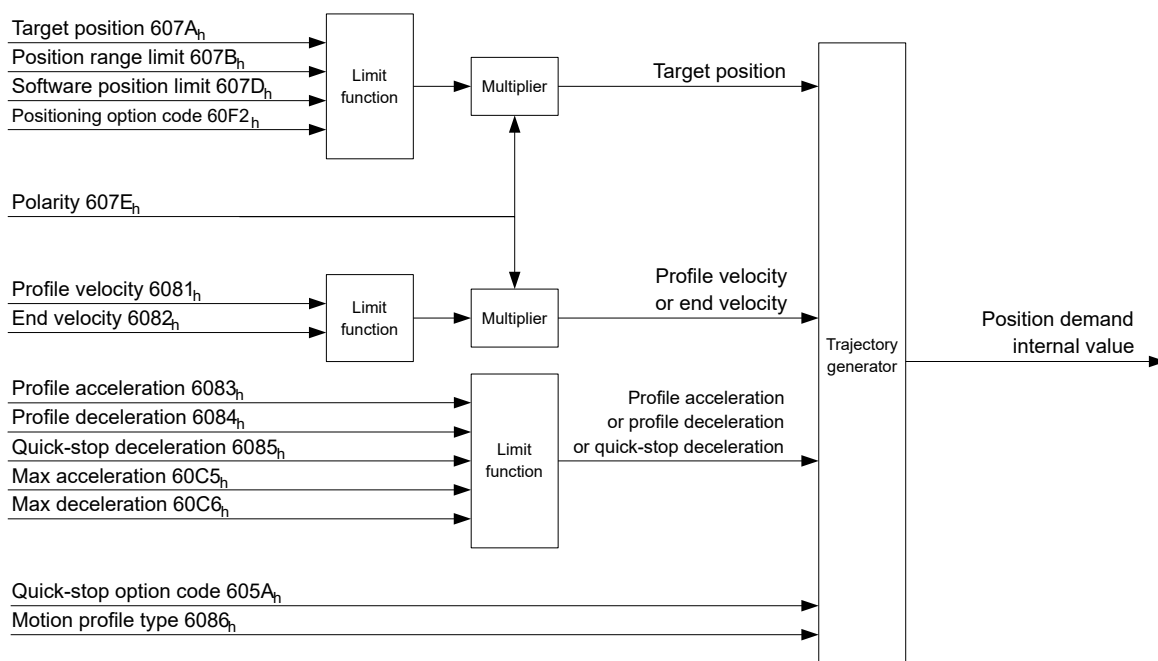 Target position 607Ah
Position range limit 607Bh
Software position limit 607Dh
Positioning option code 60F2h
Limit
function
Multiplier
Target position
Polarity 607Eh
Profile velocity 6081h
End velocity 6082h
Limit
function
Multiplier
Profile velocity
or end velocity
Trajectory
generator
Position demand
internal value
Profile acceleration 6083h
Profile deceleration 6084h
Quick-stop deceleration 6085h
Max acceleration 60C5h
Max deceleration 60C6h
Limit
function
Profile acceleration
or profile deceleration
or quick-stop deceleration
Quick-stop option code 605Ah
Motion profile type 6086h